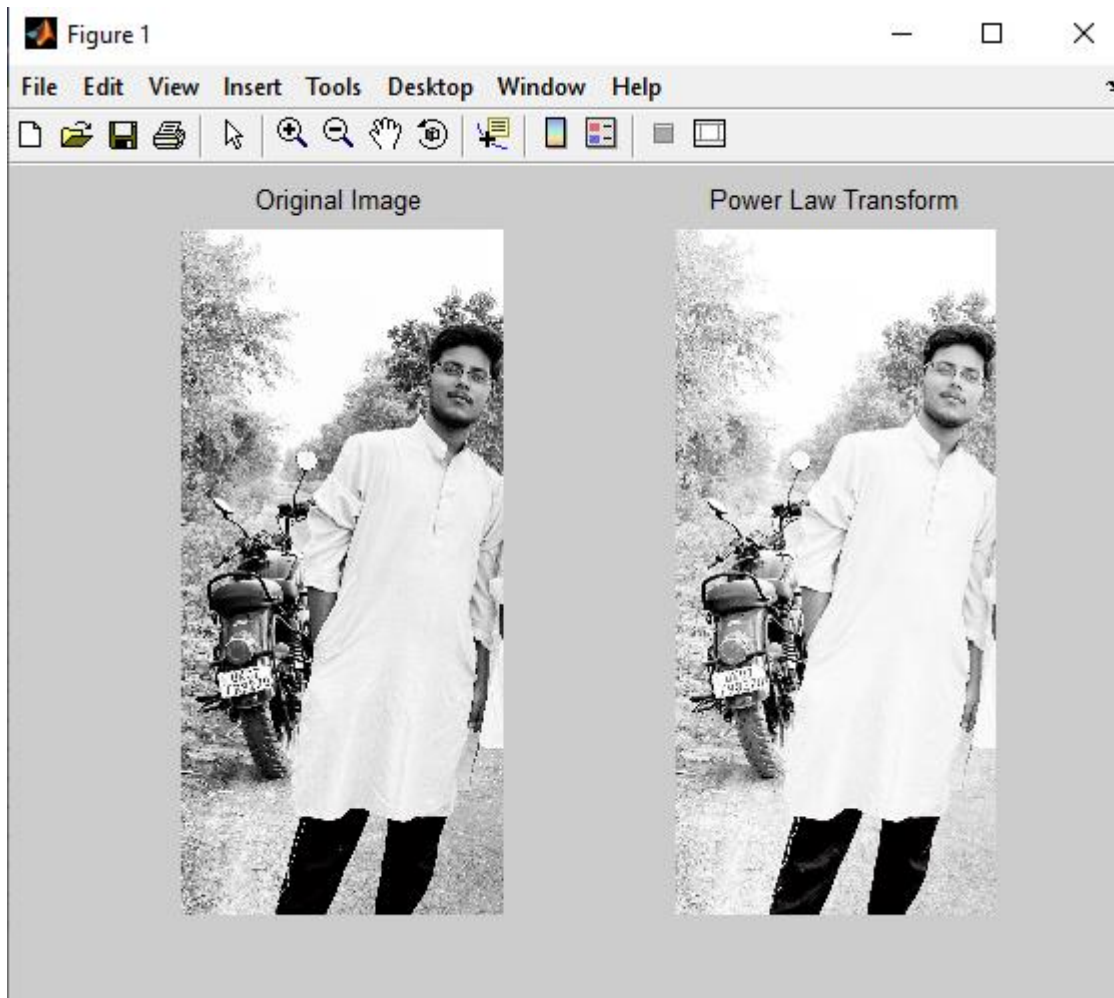 Figure 1
File Edit View Insert Tools Desktop Window Help
Original Image
Power Law Transform